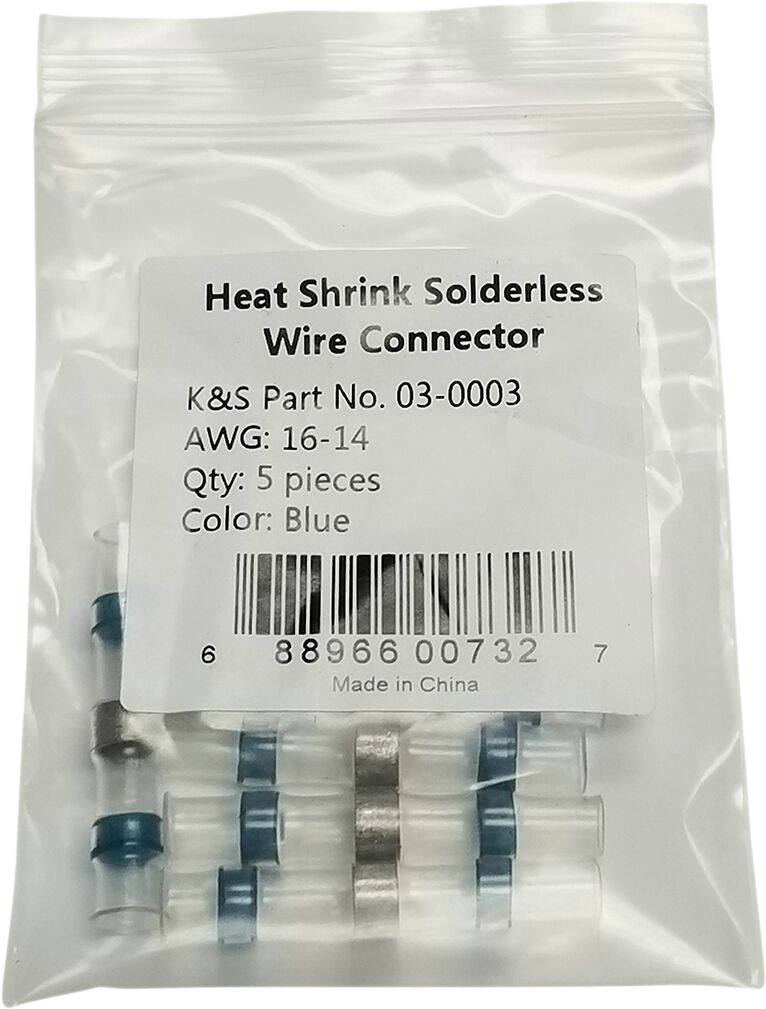 Heat Shrink Solderless
Wire Connector
K&S Part No. 03-0003
AWG: 16-14
Qty: 5 pieces
Color: Blue
6 88966 00732 7
Made in China